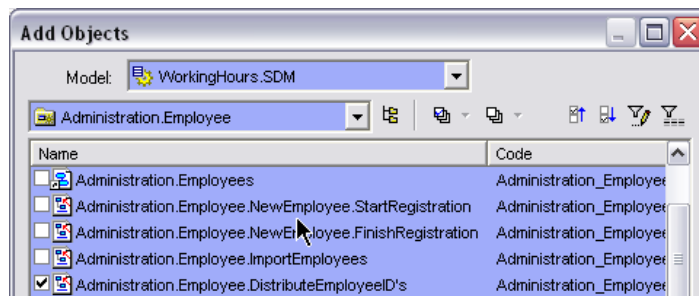 Add Objects
Model: WorkingHours.SDM
Administration.Employee
Name Code
Administration.Employees Administration_Employee
Administration.Employee.NewEmployee.StartRegistration Administration_Employee
Administration.Employee.NewEmployee.FinishRegistration Administration_Employee
Administration.Employee.ImportEmployees Administration_Employee
Administration.Employee.DistributeEmployeeID's Administration_Employee